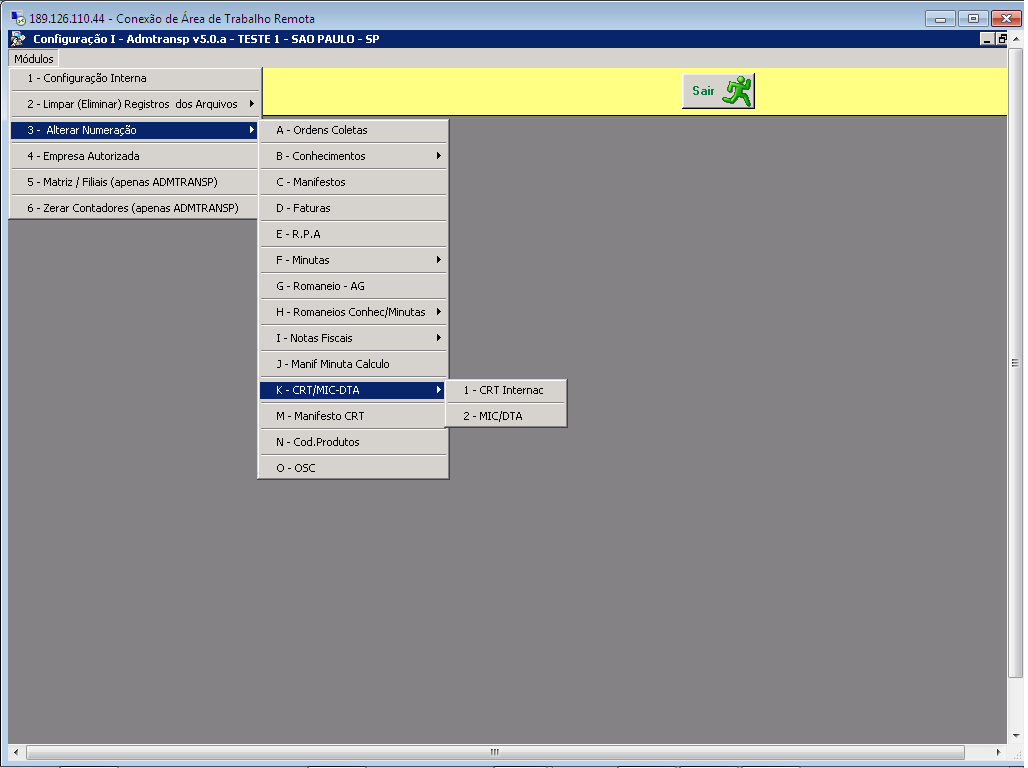 189.126.110.44 - Conexão de Área de Trabalho Remota
Configuração I - Admtransp v5.0.a - TESTE 1 - SAO PAULO - SP
Módulos
Sair
1 - Configuração Interna
2 - Limpar (Eliminar) Registros dos Arquivos
3 - Alterar Numeração
4 - Empresa Autorizada
5 - Matriz / Filiais (apenas ADMTRANSP)
6 - Zerar Contadores (apenas ADMTRANSP)
A - Ordens Coletas
B - Conhecimentos
C - Manifestos
D - Faturas
E - R.P.A
F - Minutas
G - Romaneio - AG
H - Romaneios Conhec/Minutas
I - Notas Fiscais
J - Manif Minuta Calculo
K - CRT/MIC-DTA
M - Manifesto CRT
N - Cod.Produtos
O - OSC
1 - CRT Internac
2 - MIC/DTA